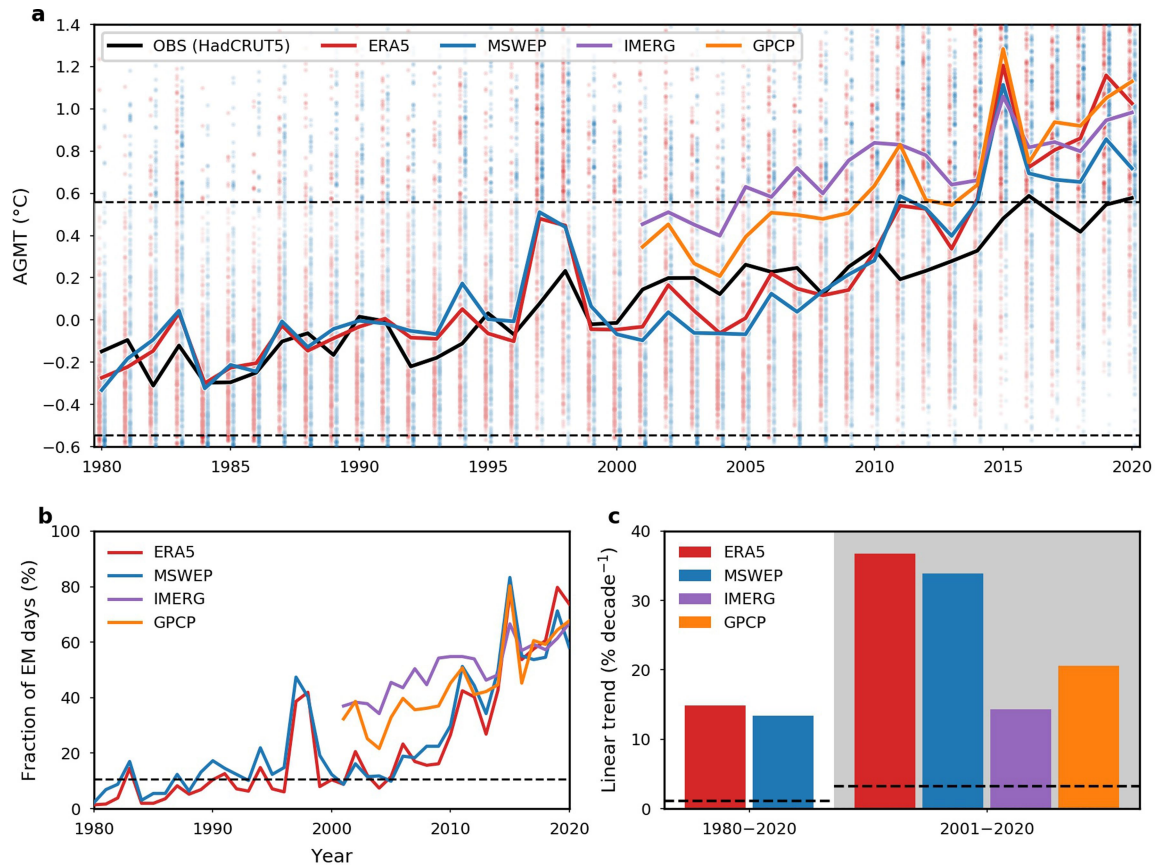 a
OBS (HadCRUT5) ERA5 MSWEP IMERG GPCP
AGMT (°C)
1.4
1.2
1.0
0.8
0.6
0.4
0.2
0.0
−0.2
−0.4
−0.6
1980 1985 1990 1995 2000 2005 2010 2015 2020
b
ERA5
MSWEP
IMERG
GPCP
Fraction of EM days (%)
100
80
60
40
20
0
1980 1990 2000 2010 2020
Year
c
ERA5
MSWEP
IMERG
GPCP
Linear trend (% decade⁻¹)
40
30
20
10
0
1980−2020 2001−2020